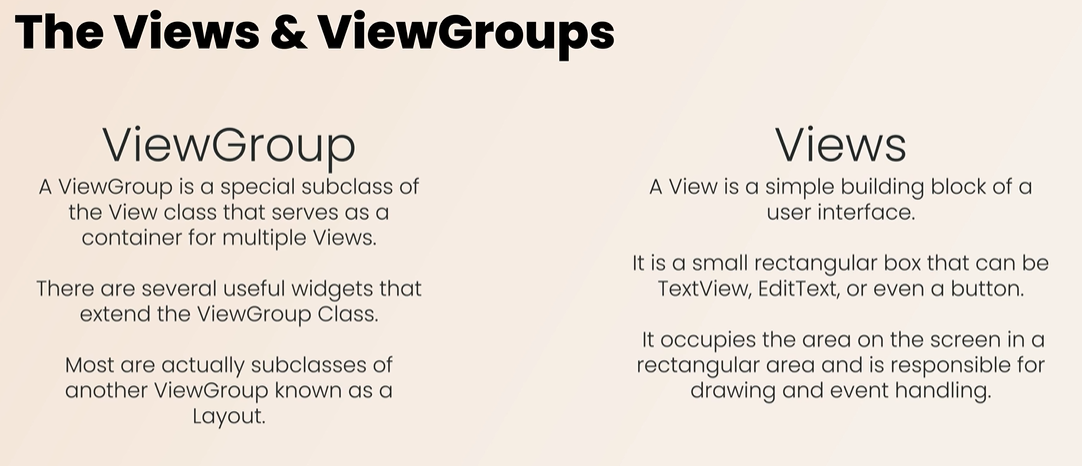 The Views & ViewGroups
ViewGroup
A ViewGroup is a special subclass of
the View class that serves as a
container for multiple Views.
There are several useful widgets that
extend the ViewGroup Class.
Most are actually subclasses of
another ViewGroup known as a
Layout.
Views
A View is a simple building block of a
user interface.
It is a small rectangular box that can be
TextView, EditText, or even a button.
It occupies the area on the screen in a
rectangular area and is responsible for
drawing and event handling.